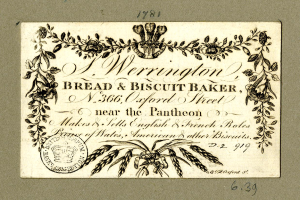 1781
J. Werrington
BREAD & BISCUIT BAKER,
No. 366, Oxford Street
near the Pantheon
Makes & Sells English & French Rolls
Prince of Wales, American & other Biscuits.
D.2 919
6.39